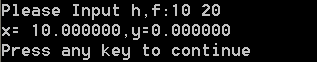 Please Input h,f:10 20
x= 10.000000,y=0.000000
Press any key to continue